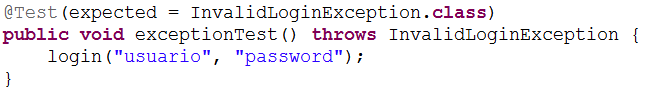 @Test(expected = InvalidLoginException.class)
public void exceptionTest() throws InvalidLoginException {
    login("usuario", "password");
}